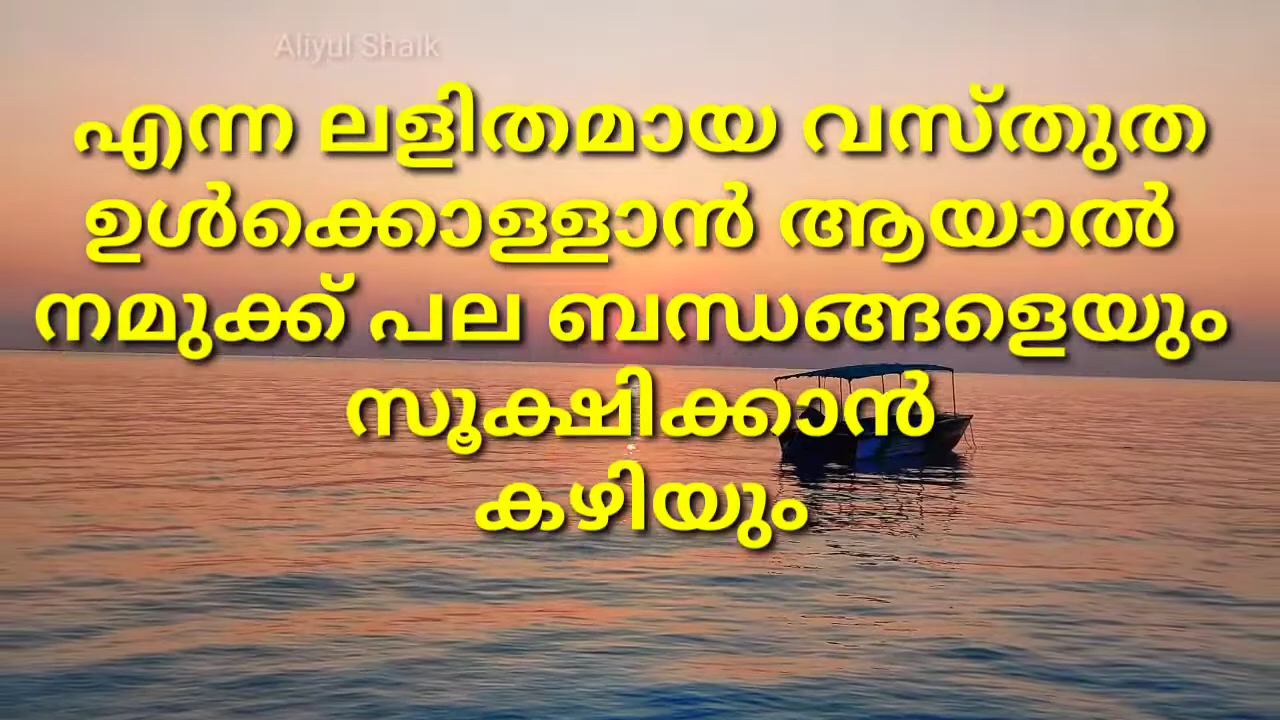 Aliyul Shaik
എന്ന ലളിതമായ വസ്തുത
ഉൾക്കൊള്ളാൻ ആയാൽ
നമുക്ക് പല ബന്ധങ്ങളെയും
സൂക്ഷിക്കാൻ
കഴിയും